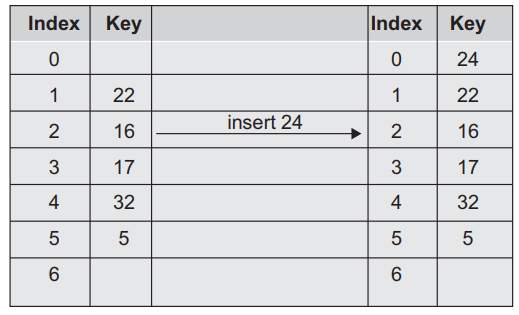 Index Key Index Key
0 0 24
1 22 1 22
2 16 insert 24 2 16
3 17 3 17
4 32 4 32
5 5 5 5
6 6